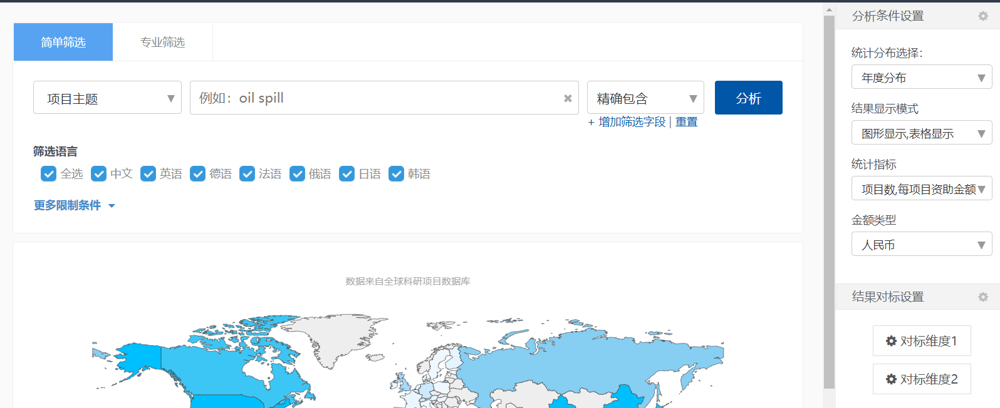 简单筛选
专业筛选
项目主题
例如：oil spill
精确包含
分析
+ 增加筛选字段 | 重置
筛选语言
全选 中文 英语 德语 法语 俄语 日语 韩语
更多限制条件
数据来自全球科研项目数据库
分析条件设置
统计分布选择：
年度分布
结果显示模式
图形显示,表格显示
统计指标
项目数,每项目资助金额
金额类型
人民币
结果对标设置
对标维度1
对标维度2